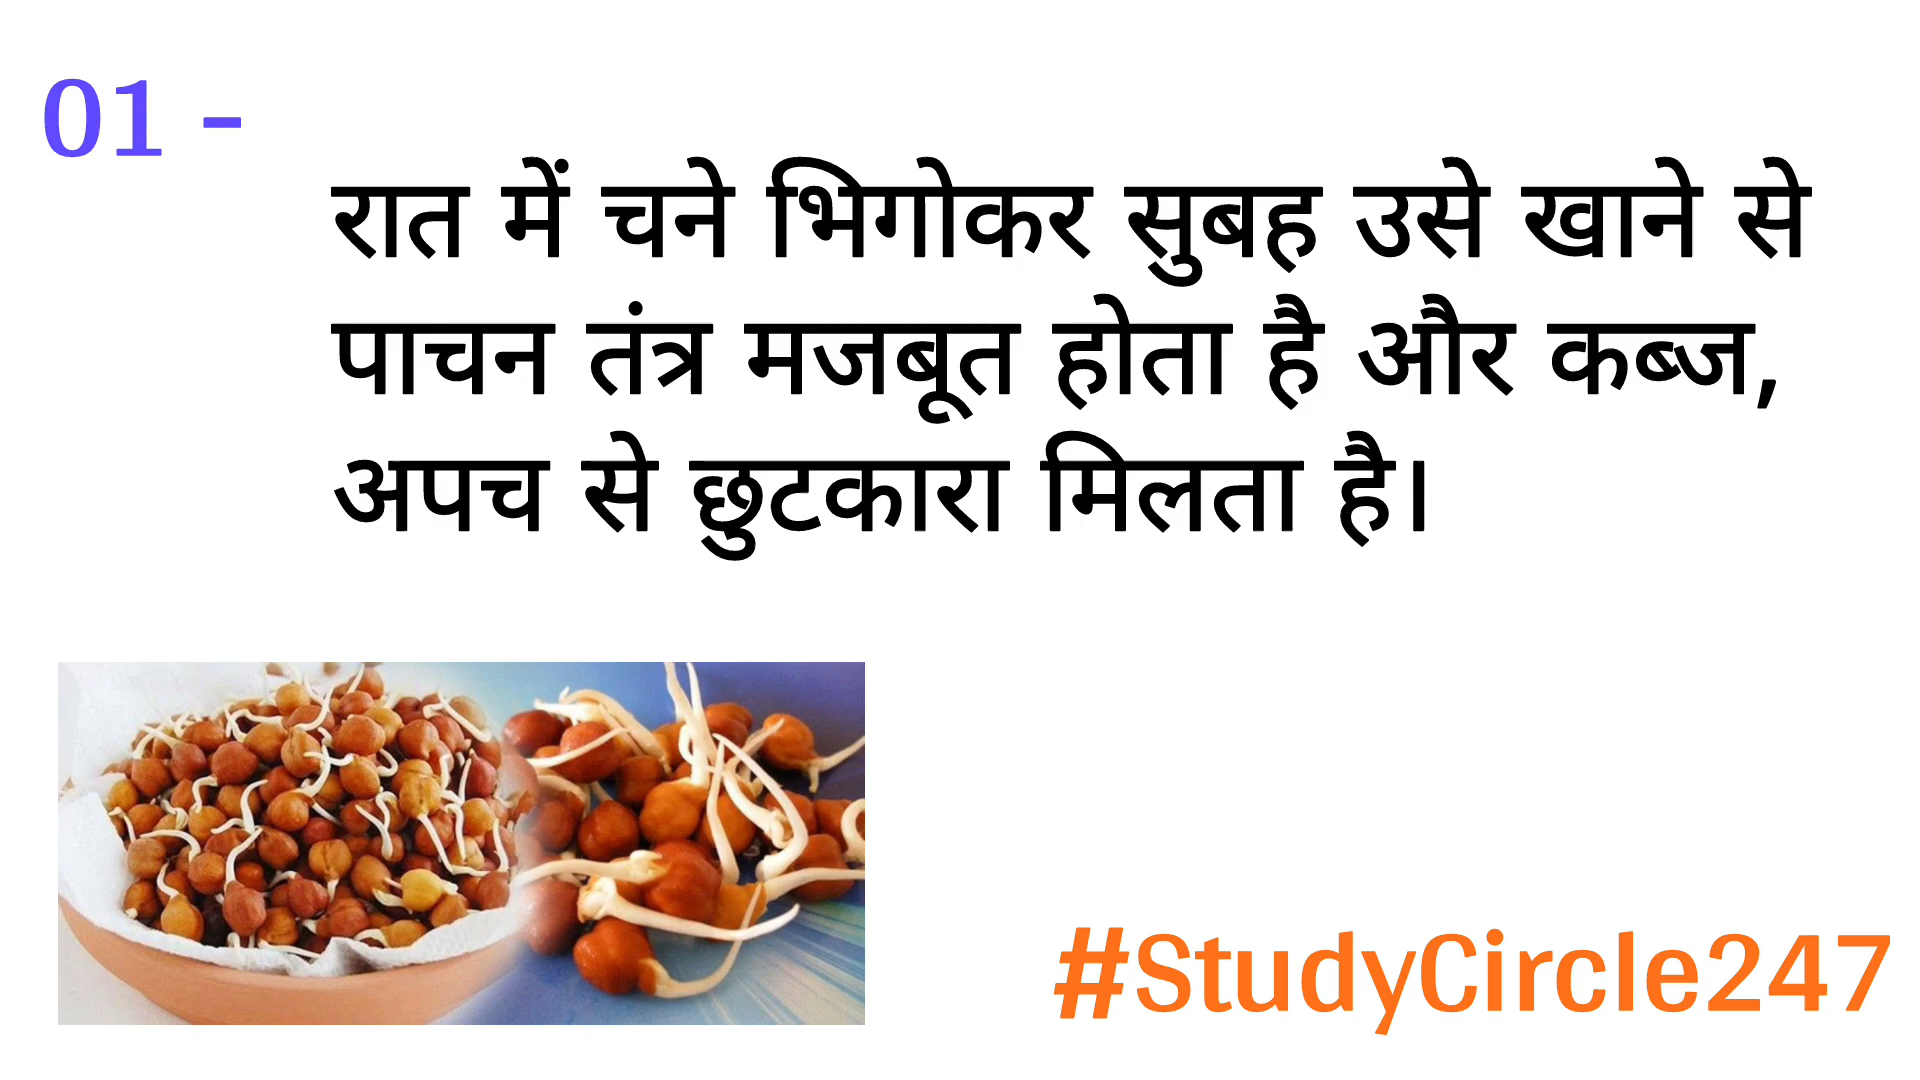 01 -
रात में चने भिगोकर सुबह उसे खाने से
पाचन तंत्र मजबूत होता है और कब्ज,
अपच से छुटकारा मिलता है।
#StudyCircle247